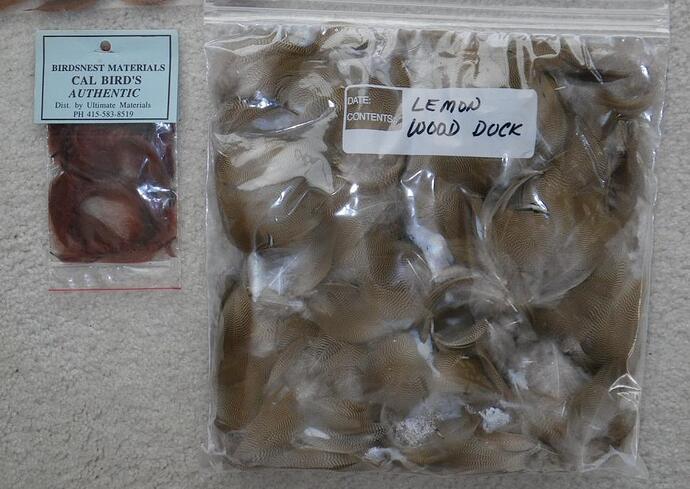 BIRDSNEST MATERIALS
CAL BIRD'S
AUTHENTIC
Dist. by Ultimate Materials
PH 415-583-8519
DATE:
CONTENTS:
LEMON
WOOD DUCK